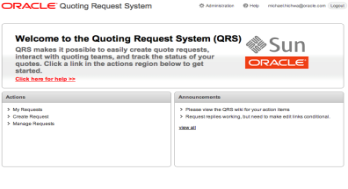 ORACLE Quoting Request System
Administration Help michael.hichwa@oracle.com Logout
Welcome to the Quoting Request System (QRS)
QRS makes it possible to easily create quote requests,
interact with quoting teams, and track the status of your
quotes. Click a link in the actions region below to get
started.
Click here for help >>
Sun
ORACLE
Actions
> My Requests
> Create Request
> Manage Requests
Announcements
> Please view the QRS wiki for your action items
> Request replies-working, but need to make edit links conditional.
view all